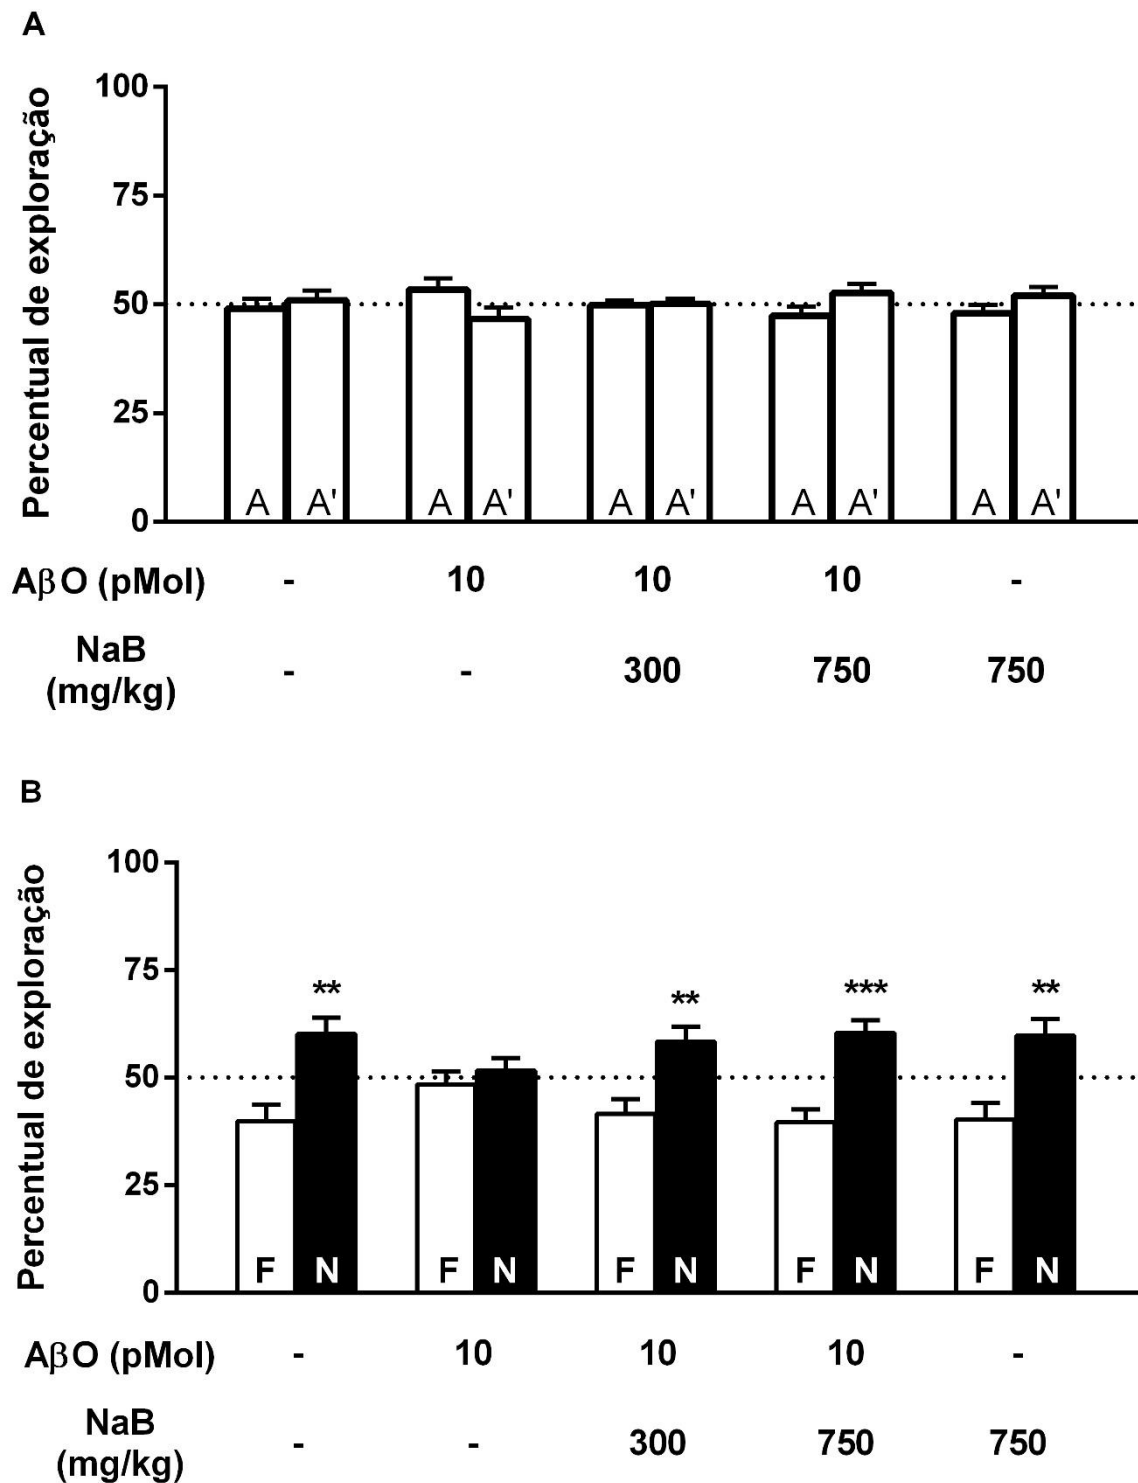 A
Percentual de exploração
100
75
50
25
0
A A' A A' A A' A A' A A'
AβO (pMol) - 10 10 10 -
NaB (mg/kg) - - 300 750 750
B
Percentual de exploração
100
75
50
25
0
** ** *** **
F N F N F N F N F N
AβO (pMol) - 10 10 10 -
NaB (mg/kg) - - 300 750 750